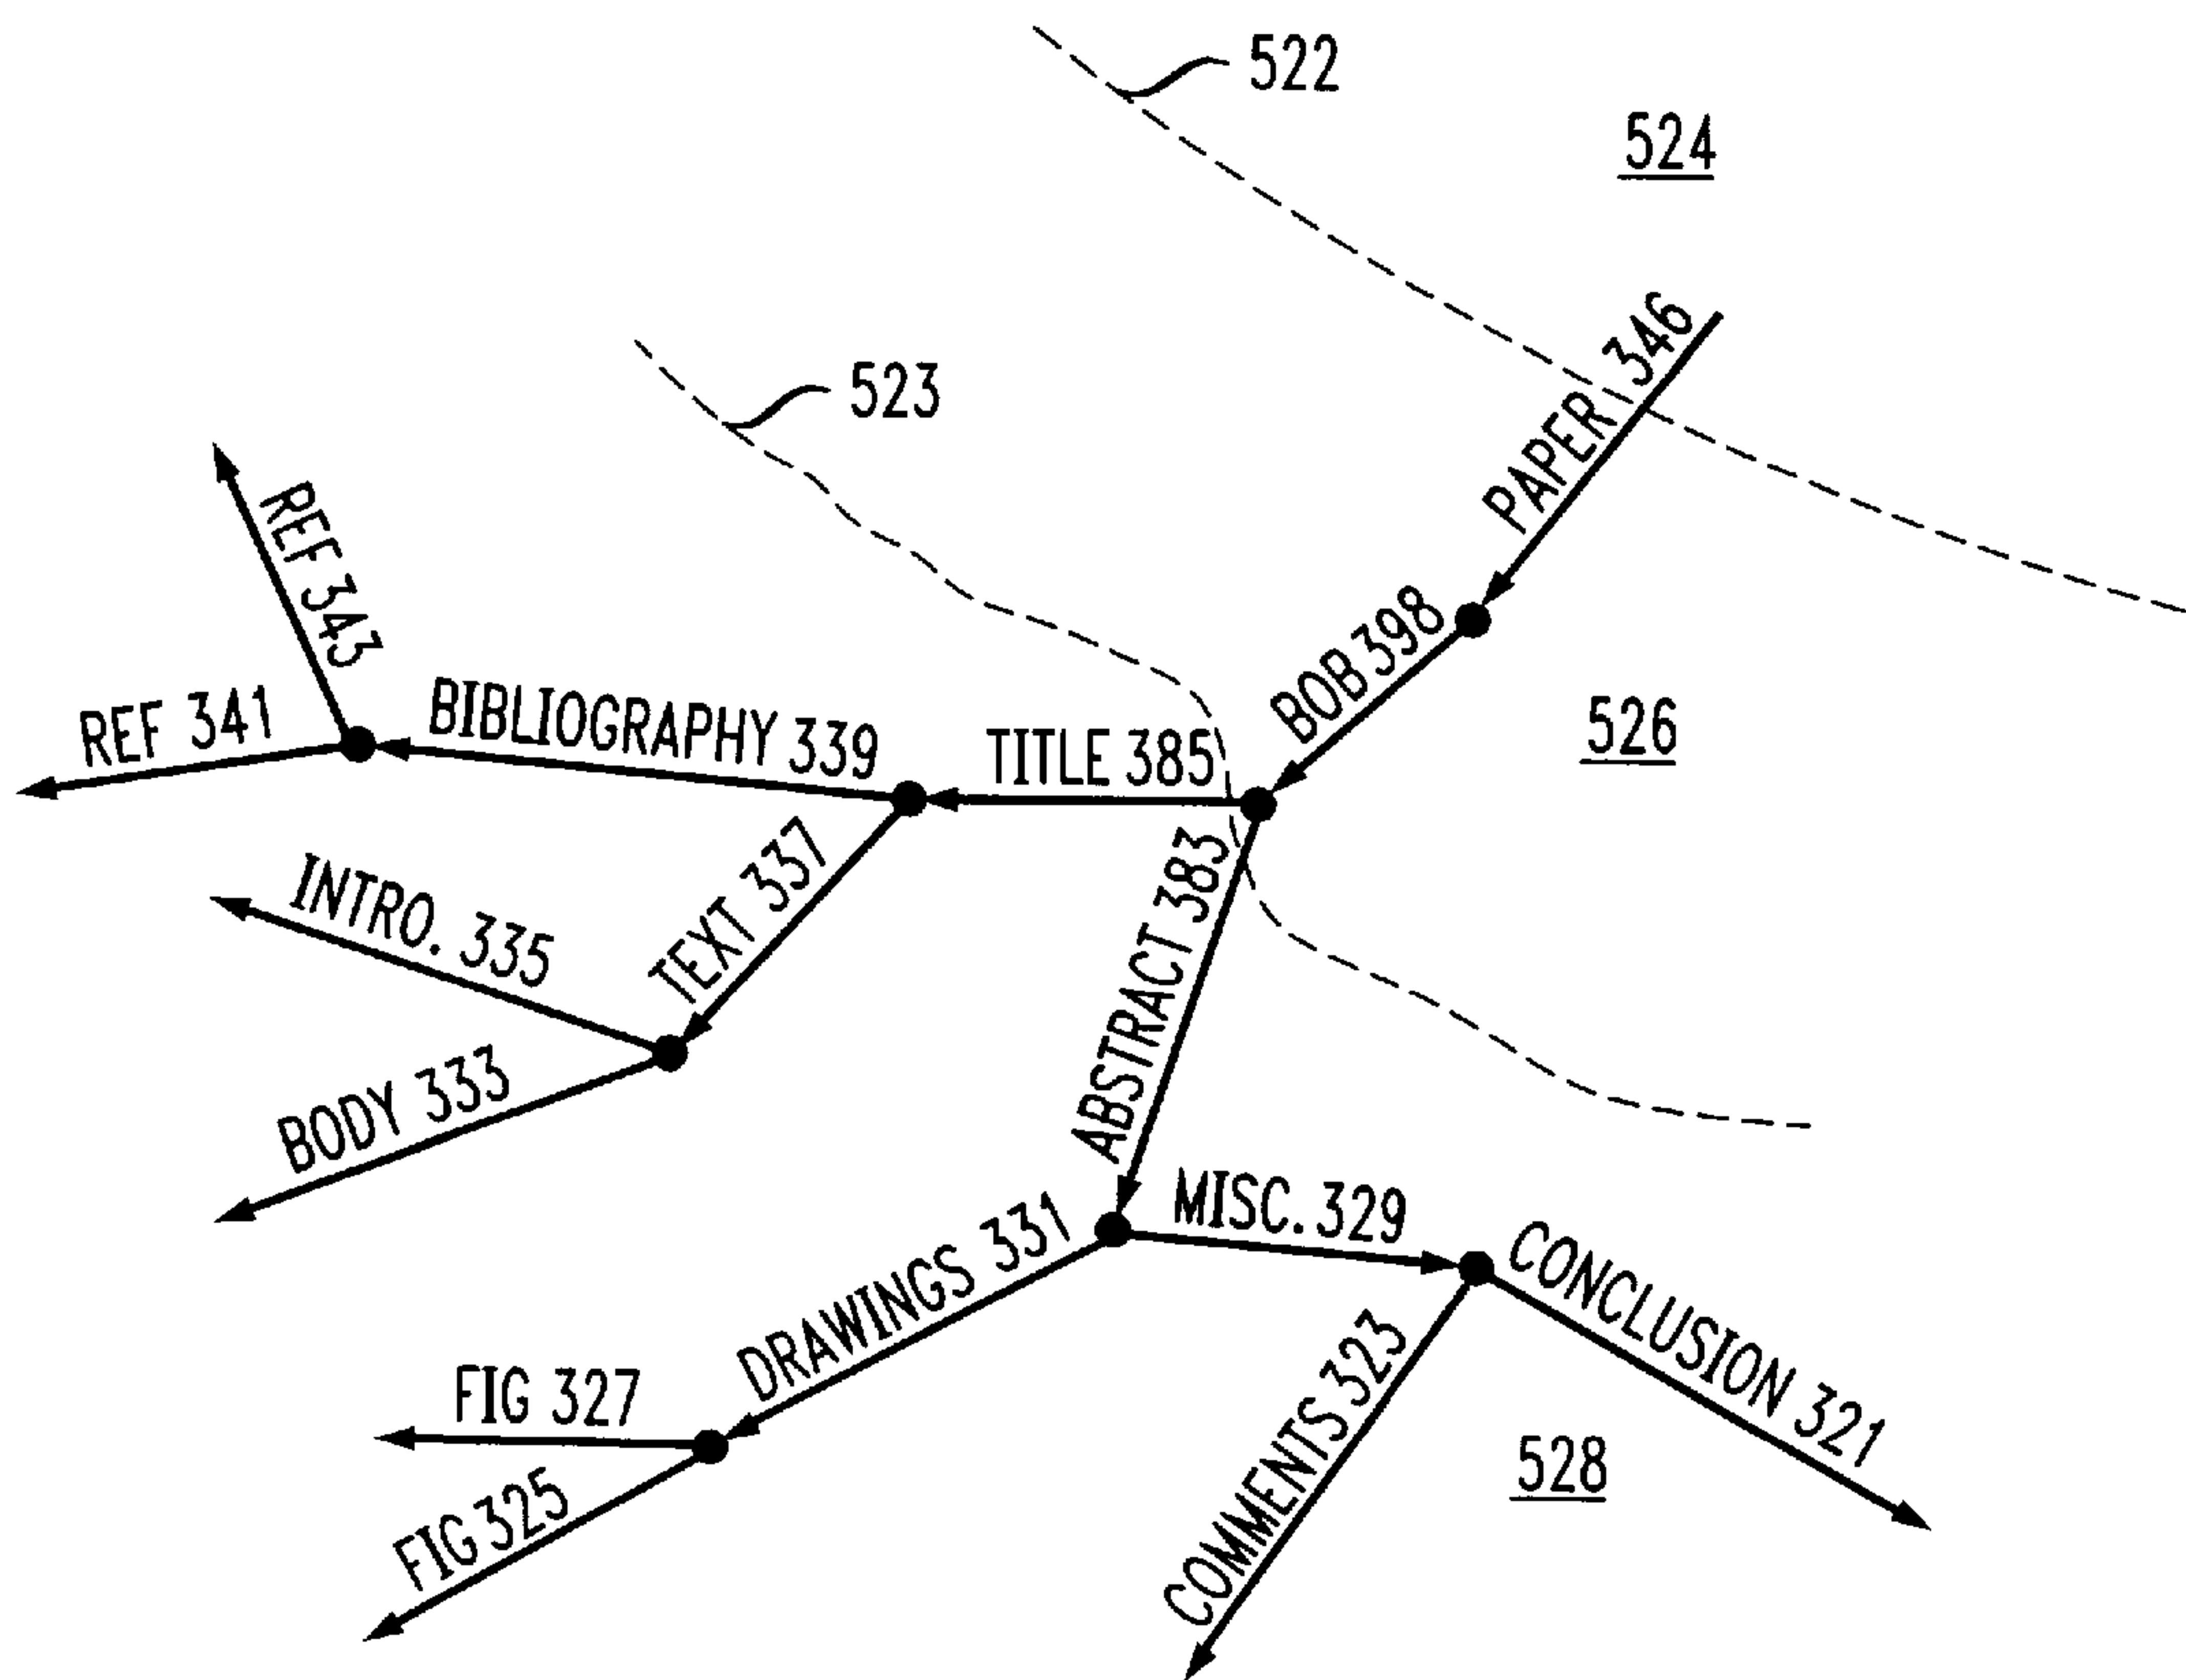 522
524
PAPER 346
523
BOB 398
REF 343
REF 341
BIBLIOGRAPHY 339
TITLE 385
526
INTRO. 335
TEXT 337
ABSTRACT 383
BODY 333
MISC. 329
DRAWINGS 331
CONCLUSION 321
FIG 327
COMMENTS 323
528
FIG 325